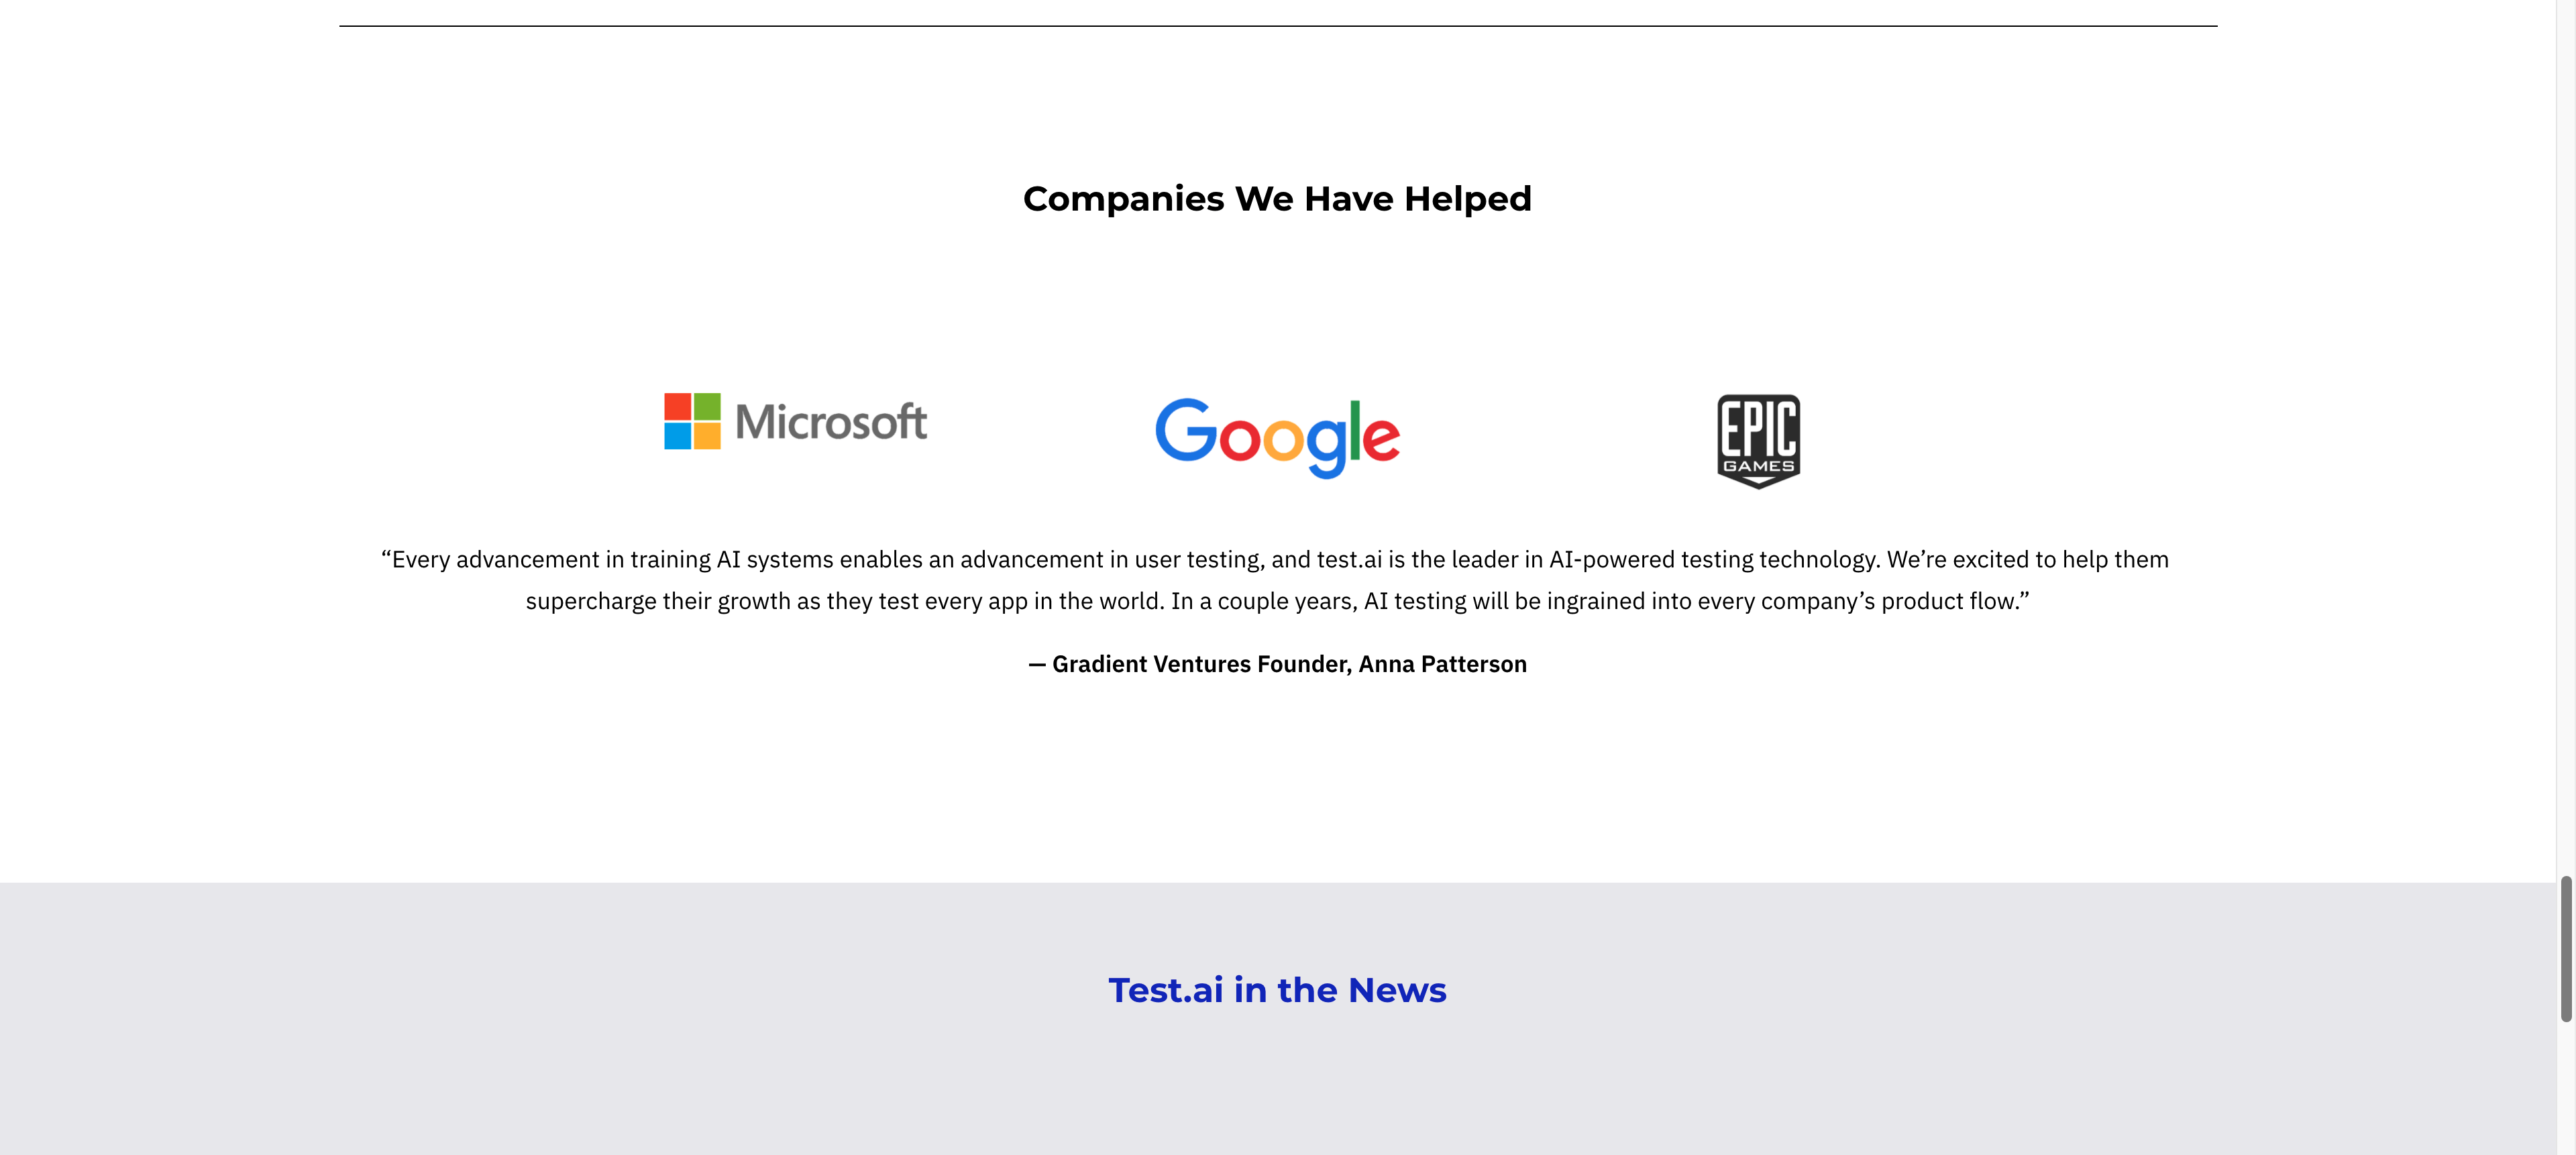 Companies We Have Helped
Microsoft
Google
EPIC
GAMES
“Every advancement in training AI systems enables an advancement in user testing, and test.ai is the leader in AI-powered testing technology. We’re excited to help them
supercharge their growth as they test every app in the world. In a couple years, AI testing will be ingrained into every company’s product flow.”
— Gradient Ventures Founder, Anna Patterson
Test.ai in the News